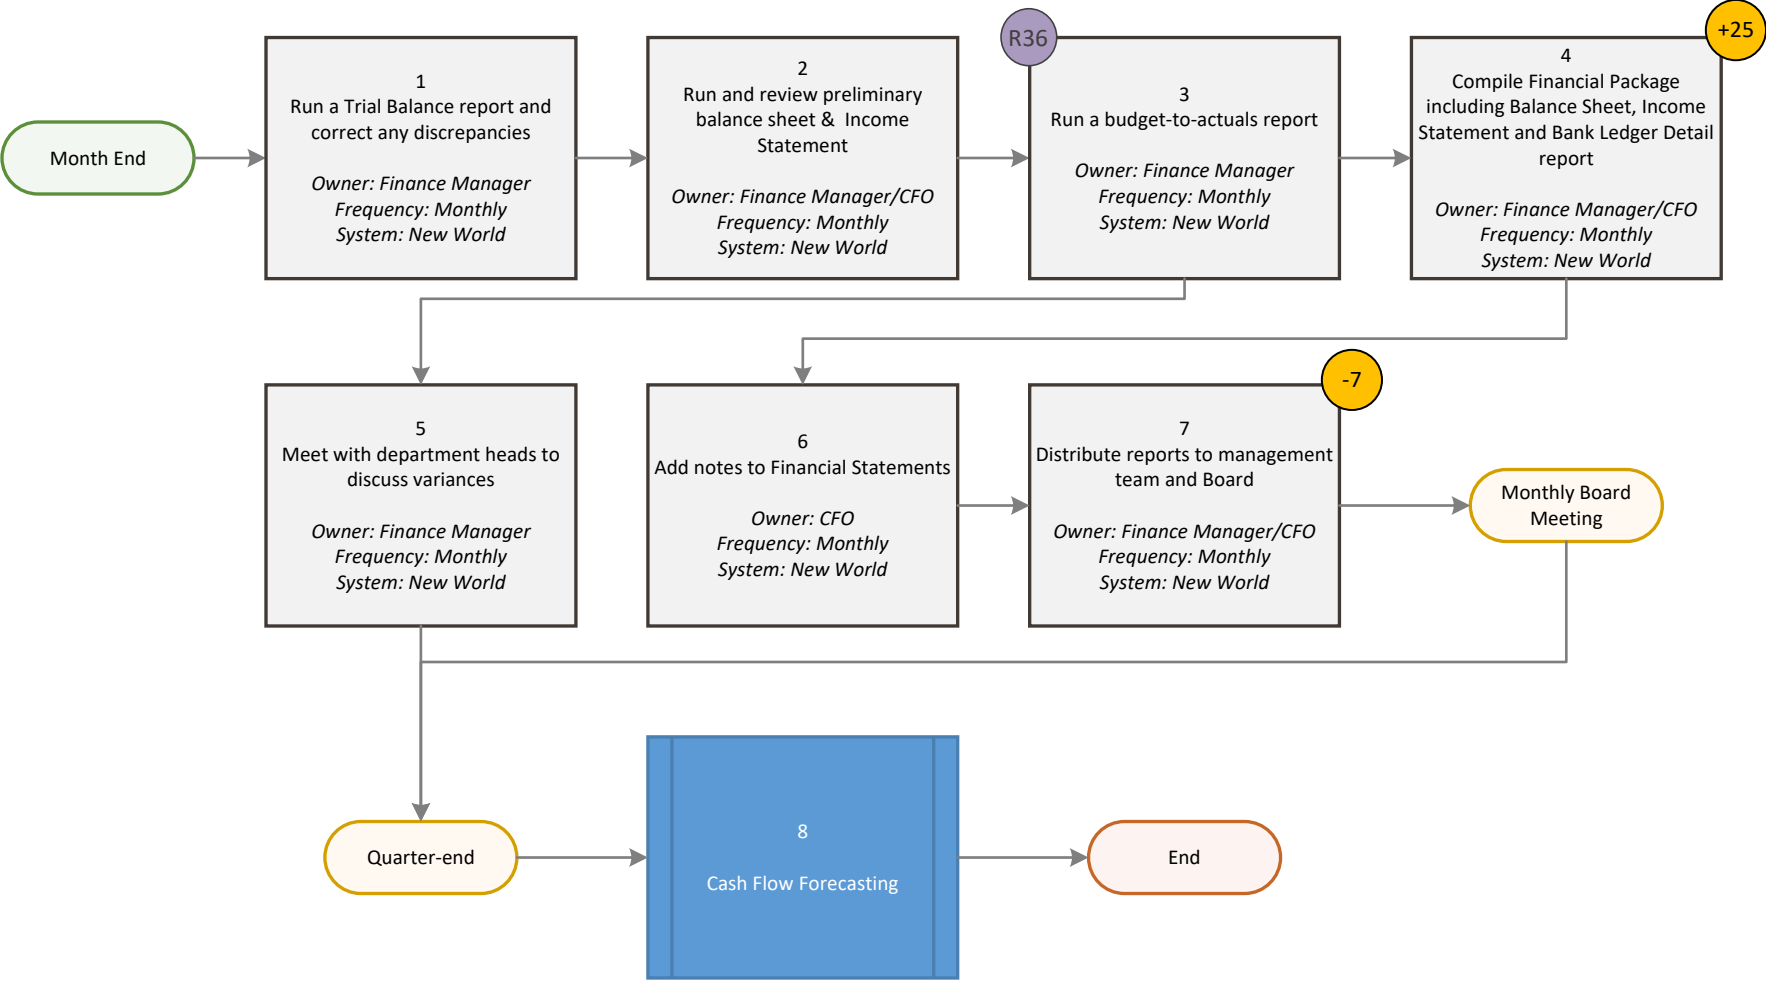 Month End
1
Run a Trial Balance report and
correct any discrepancies
Owner: Finance Manager
Frequency: Monthly
System: New World
2
Run and review preliminary
balance sheet & Income
Statement
Owner: Finance Manager/CFO
Frequency: Monthly
System: New World
R36
3
Run a budget-to-actuals report
Owner: Finance Manager
Frequency: Monthly
System: New World
+25
4
Compile Financial Package
including Balance Sheet, Income
Statement and Bank Ledger Detail
report
Owner: Finance Manager/CFO
Frequency: Monthly
System: New World
5
Meet with department heads to
discuss variances
Owner: Finance Manager
Frequency: Monthly
System: New World
6
Add notes to Financial Statements
Owner: CFO
Frequency: Monthly
System: New World
-7
7
Distribute reports to management
team and Board
Owner: Finance Manager/CFO
Frequency: Monthly
System: New World
Monthly Board
Meeting
Quarter-end
8
Cash Flow Forecasting
End